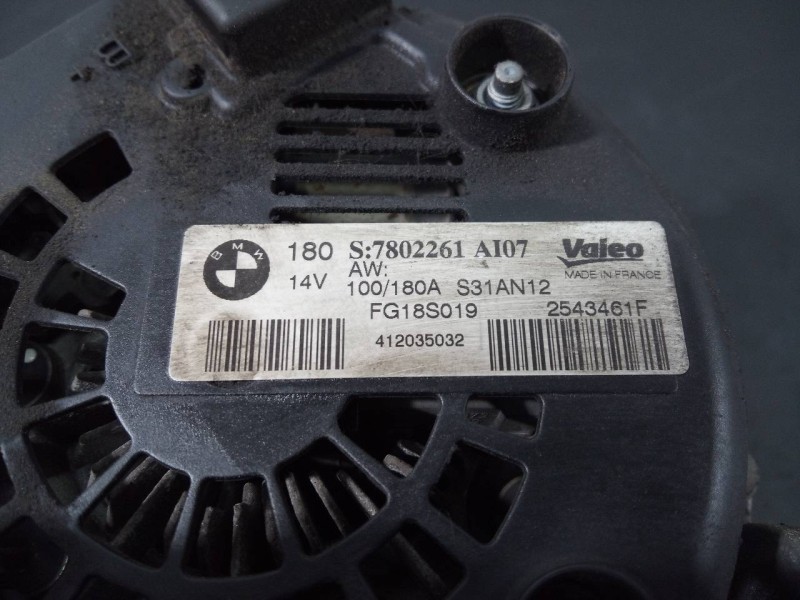 B
BMW
180 S:7802261 AI07 Valeo
14V AW: MADE IN FRANCE
100/180A S31AN12
FG18S019 2543461F
412035032